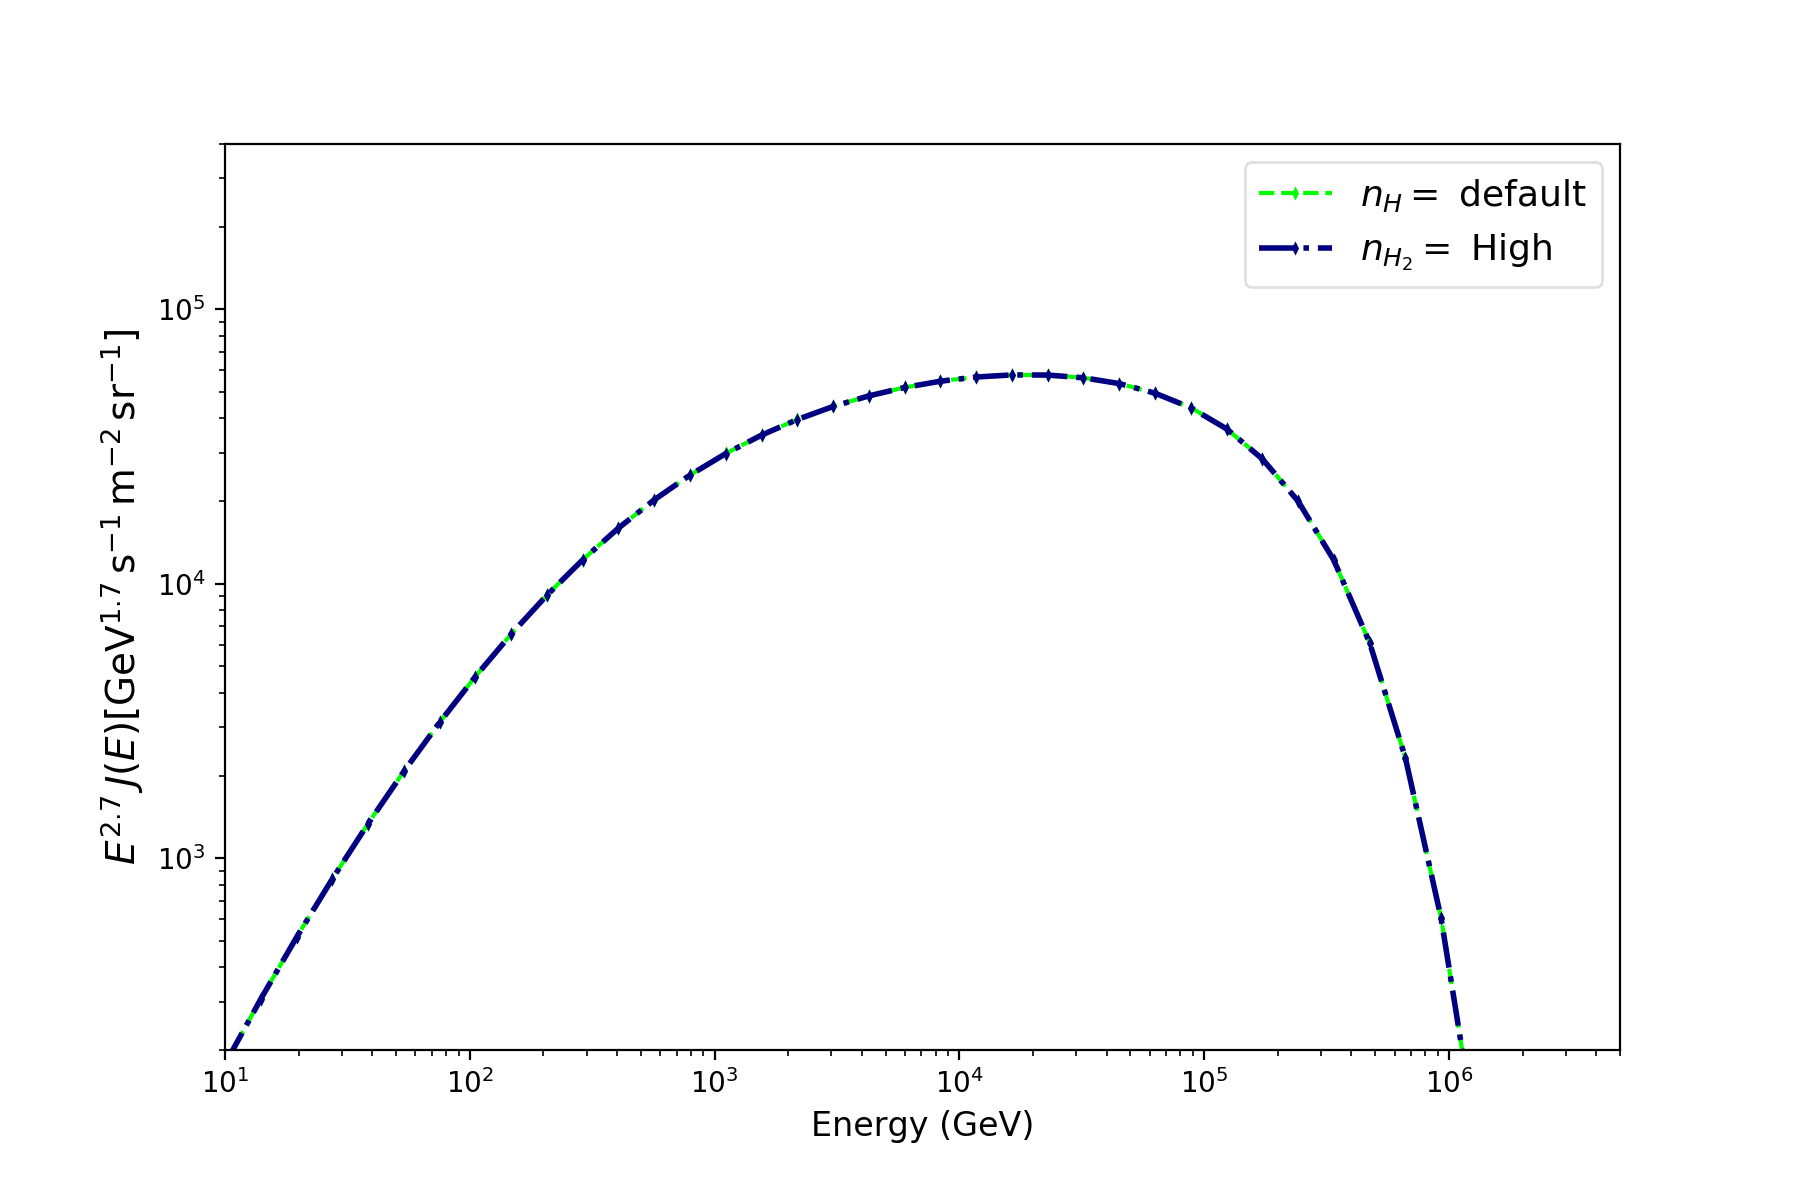 n_H = default
n_{H_2} = High
10^5
10^4
10^3
E^{2.7} J(E)[GeV^{1.7} s^{−1} m^{−2} sr^{−1}]
10^1 10^2 10^3 10^4 10^5 10^6
Energy (GeV)